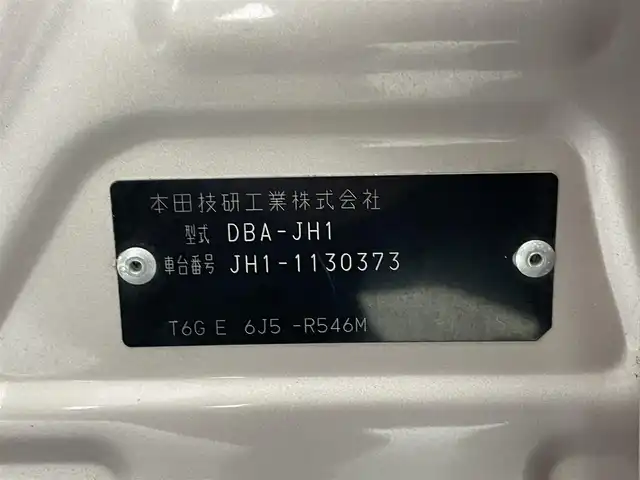 本田技研工業株式会社
型式 DBA-JH1
車台番号 JH1-1130373
T6G E 6J5 -R546M